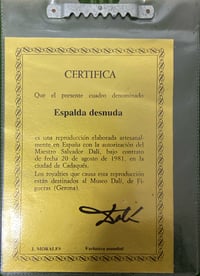 CERTIFICA
Que el presente cuadro denominado
Espalda desnuda
es una reproducción elaborada artesanal-
mente en España con la autorización del
Maestro Salvador Dalí, bajo contrato
de fecha 20 de agosto de 1981, en la
ciudad de Cadaqués.
Los royalties que causa esta reproducción
están destinados al Museo Dalí, de Fi-
gueras (Gerona).
Dalí
J. MORALES Exclusiva mundial